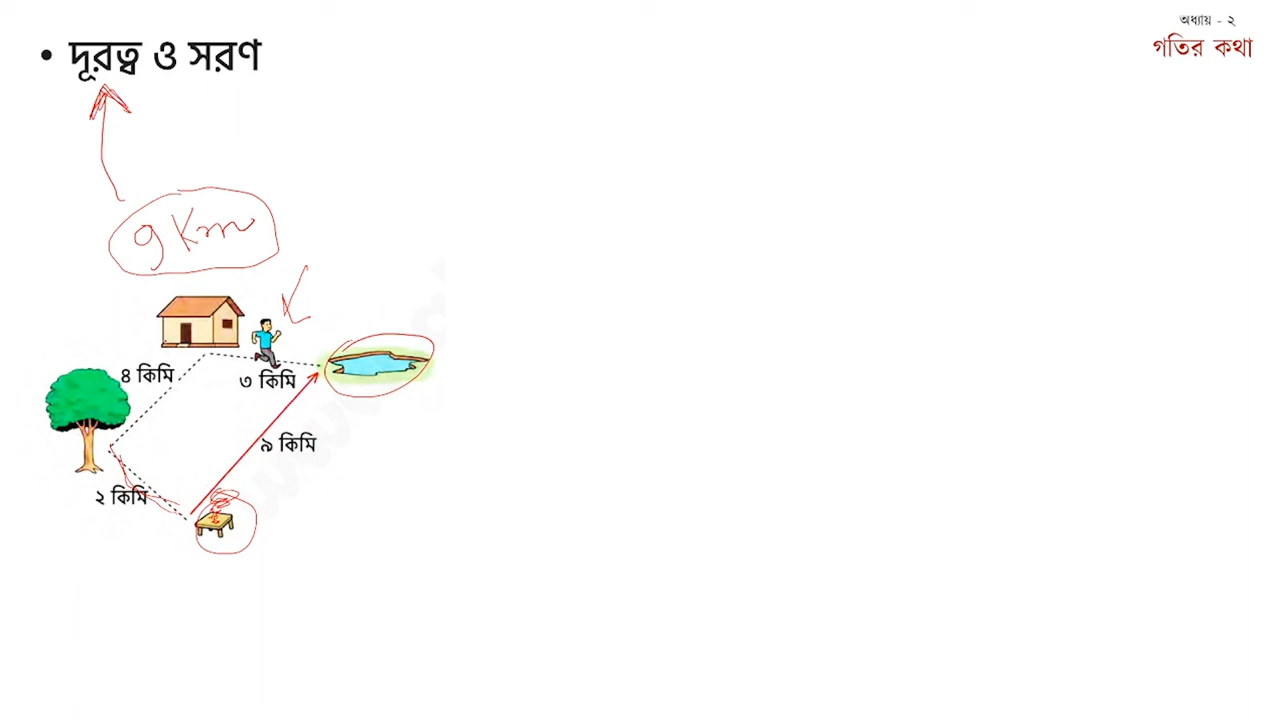 অধ্যায় - ২
গতির কথা
• দূরত্ব ও সরণ
9 Km
৪ কিমি
৩ কিমি
৯ কিমি
২ কিমি